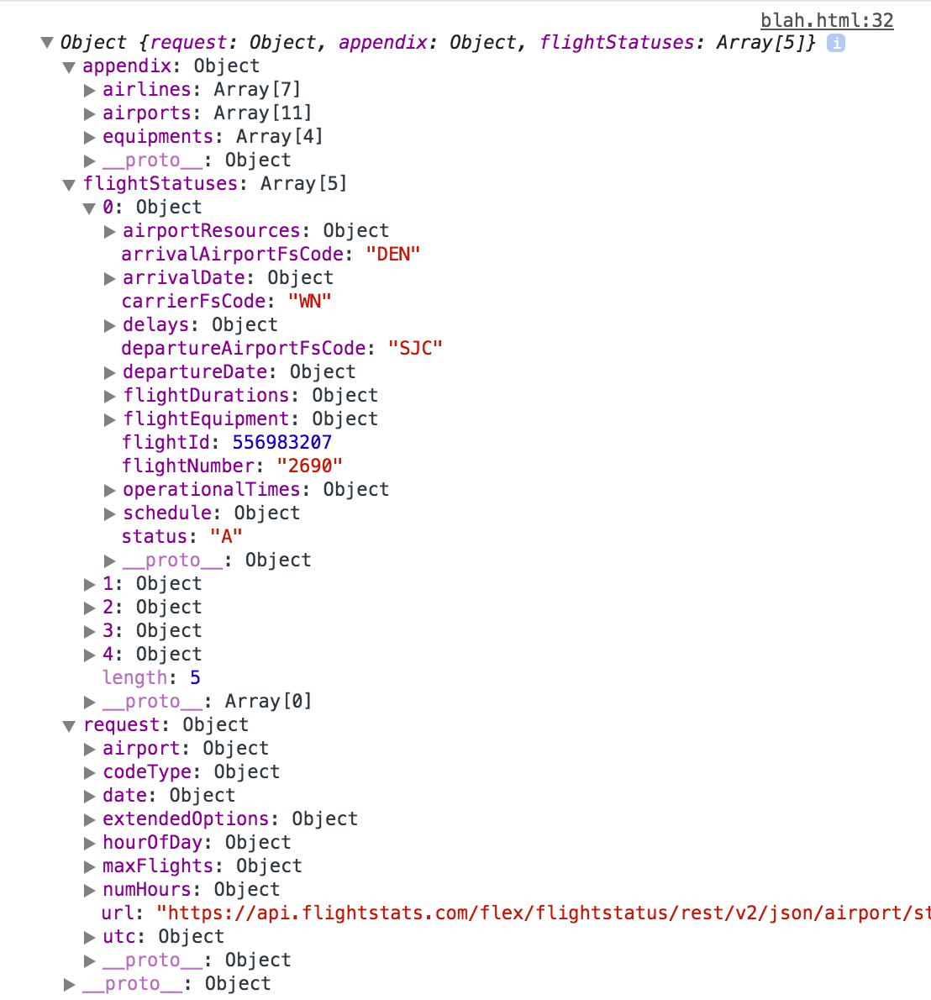 blah.html:32
Object {request: Object, appendix: Object, flightStatuses: Array[5]} i
appendix: Object
airlines: Array[7]
airports: Array[11]
equipments: Array[4]
__proto__: Object
flightStatuses: Array[5]
0: Object
airportResources: Object
arrivalAirportFsCode: "DEN"
arrivalDate: Object
carrierFsCode: "WN"
delays: Object
departureAirportFsCode: "SJC"
departureDate: Object
flightDurations: Object
flightEquipment: Object
flightId: 556983207
flightNumber: "2690"
operationalTimes: Object
schedule: Object
status: "A"
__proto__: Object
1: Object
2: Object
3: Object
4: Object
length: 5
__proto__: Array[0]
request: Object
airport: Object
codeType: Object
date: Object
extendedOptions: Object
hourOfDay: Object
maxFlights: Object
numHours: Object
url: "https://api.flightstats.com/flex/flightstatus/rest/v2/json/airport/st
utc: Object
__proto__: Object
__proto__: Object